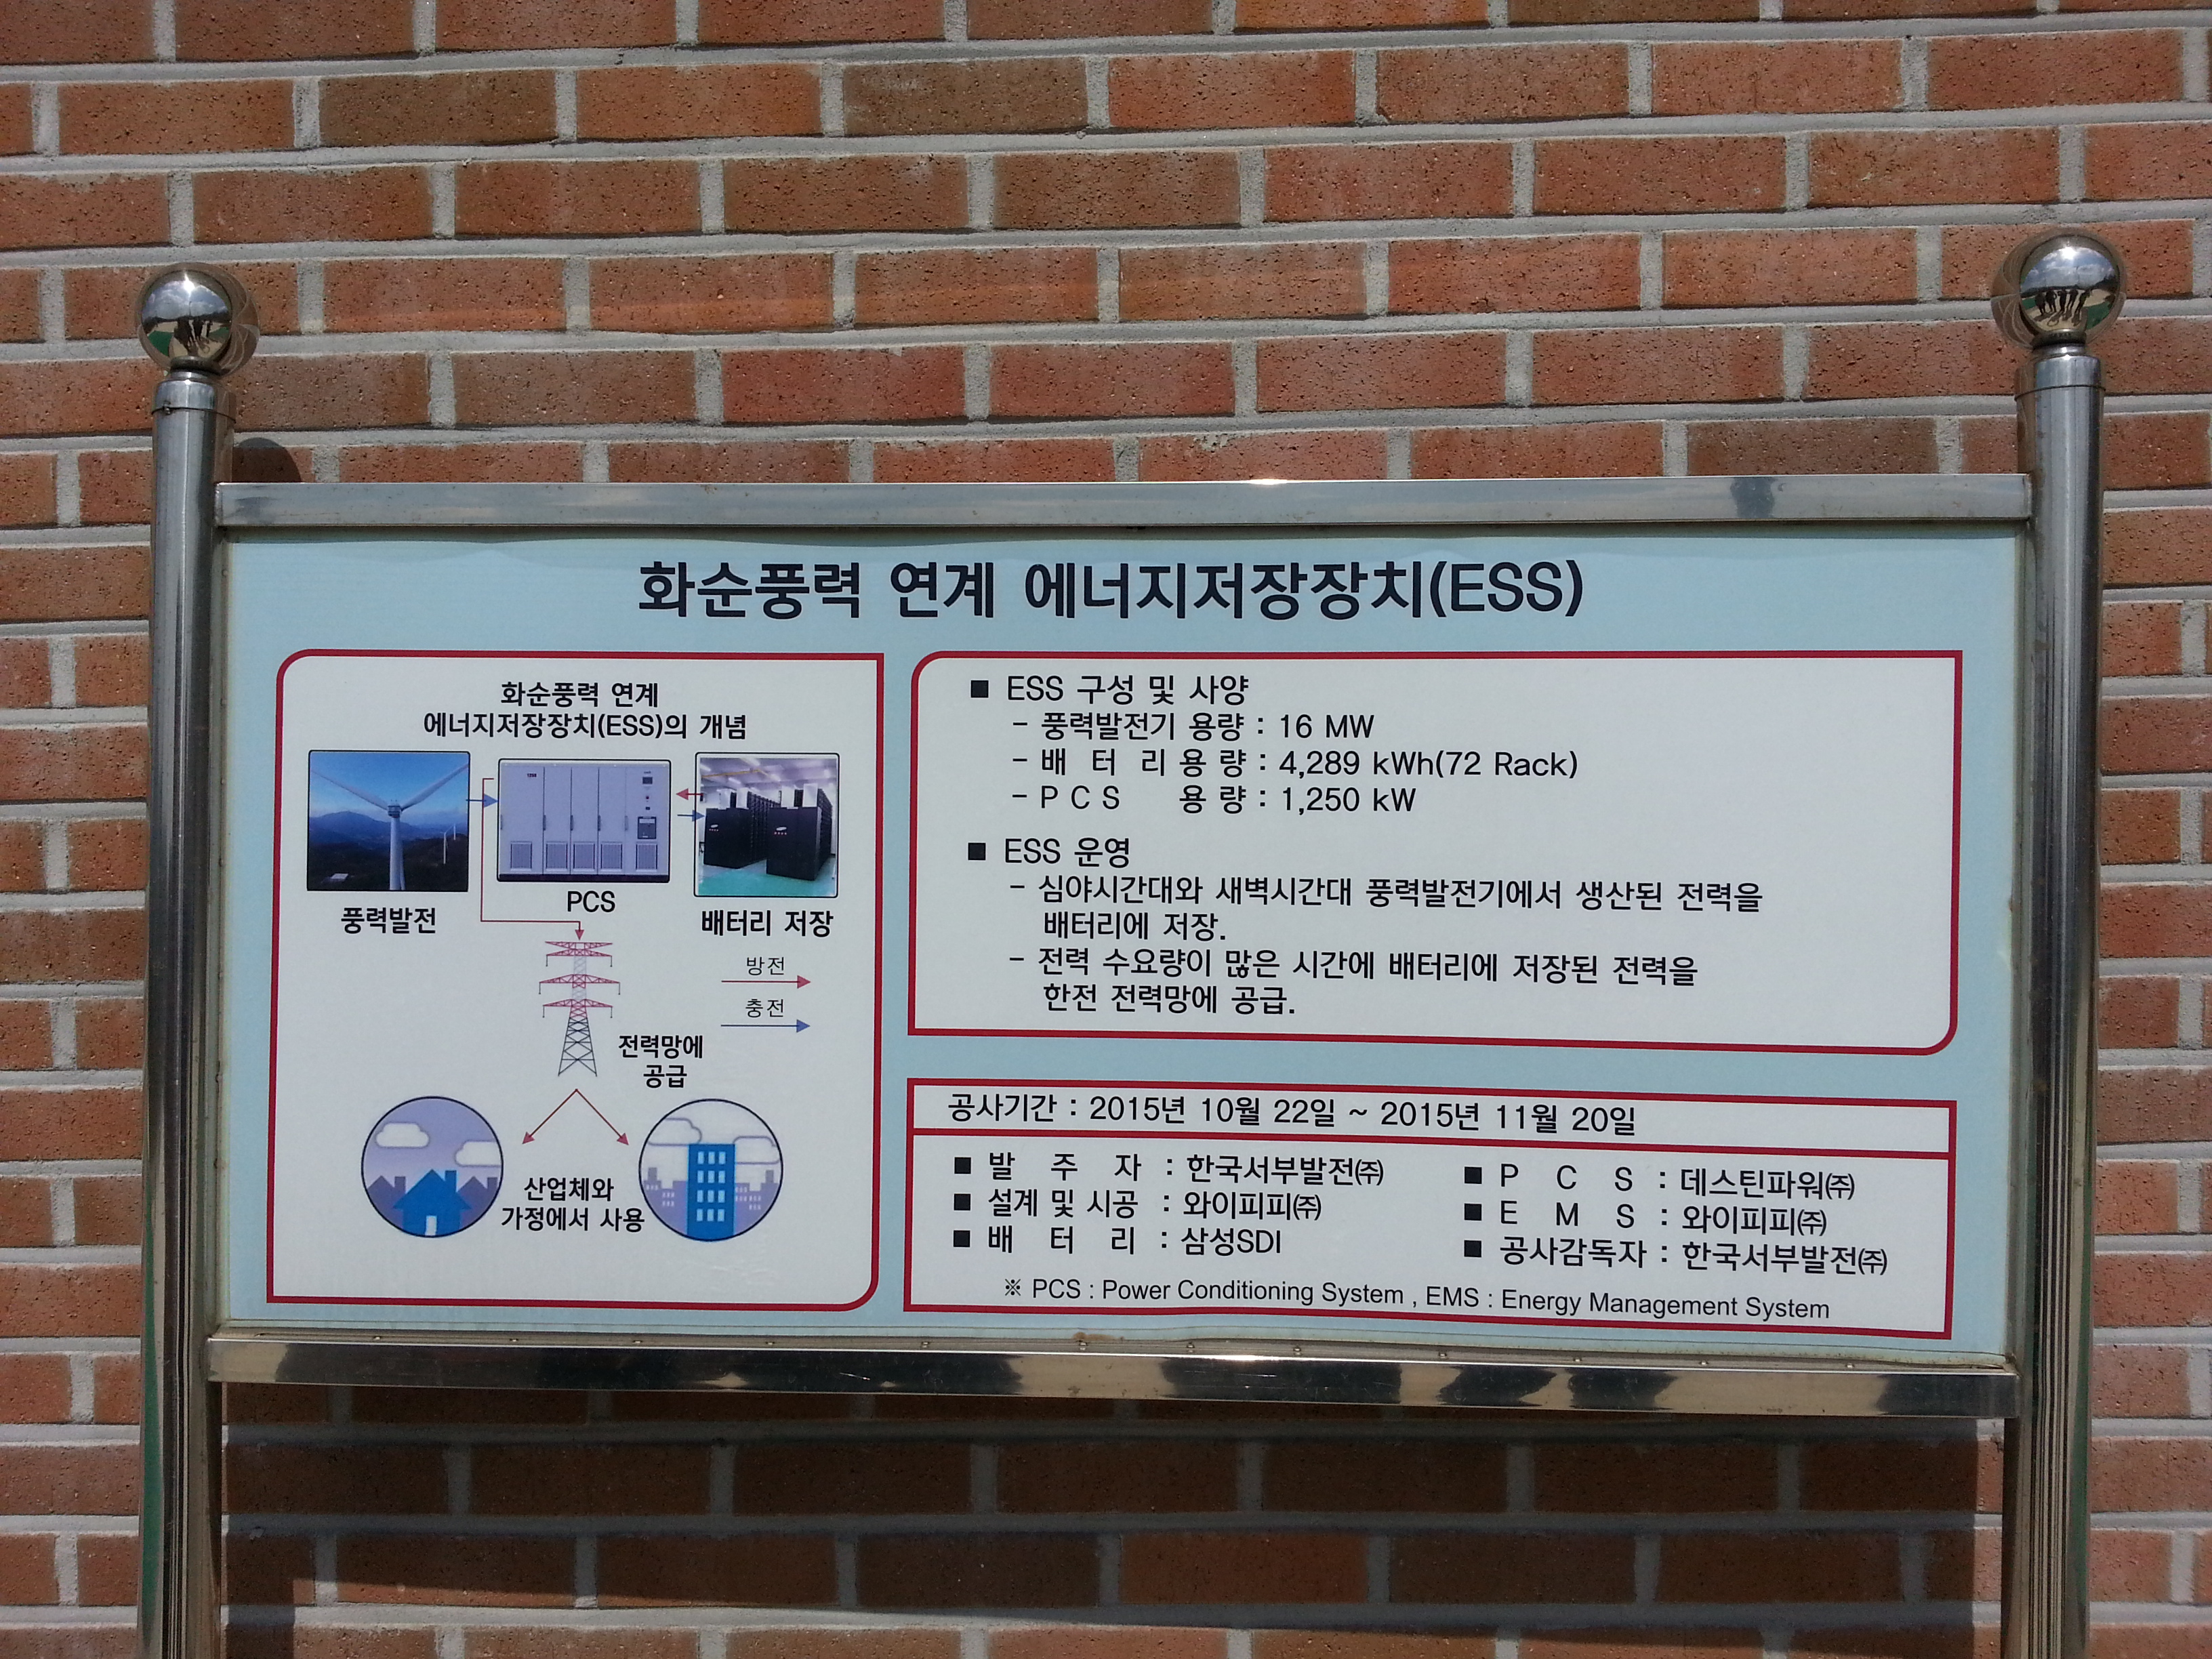 화순풍력 연계 에너지저장장치(ESS)
화순풍력 연계
에너지저장장치(ESS)의 개념
풍력발전
PCS
배터리 저장
방전
충전
전력망에
공급
산업체와
가정에서 사용
■ ESS 구성 및 사양
- 풍력발전기 용량 : 16 MW
- 배 터 리 용 량 : 4,289 kWh(72 Rack)
- P C S 용 량 : 1,250 kW
■ ESS 운영
- 심야시간대와 새벽시간대 풍력발전기에서 생산된 전력을
배터리에 저장.
- 전력 수요량이 많은 시간에 배터리에 저장된 전력을
한전 전력망에 공급.
공사기간 : 2015년 10월 22일 ~ 2015년 11월 20일
■ 발 주 자 : 한국서부발전㈜
■ 설계 및 시공 : 와이피피㈜
■ 배 터 리 : 삼성SDI
■ P C S : 데스틴파워㈜
■ E M S : 와이피피㈜
■ 공사감독자 : 한국서부발전㈜
※ PCS : Power Conditioning System , EMS : Energy Management System